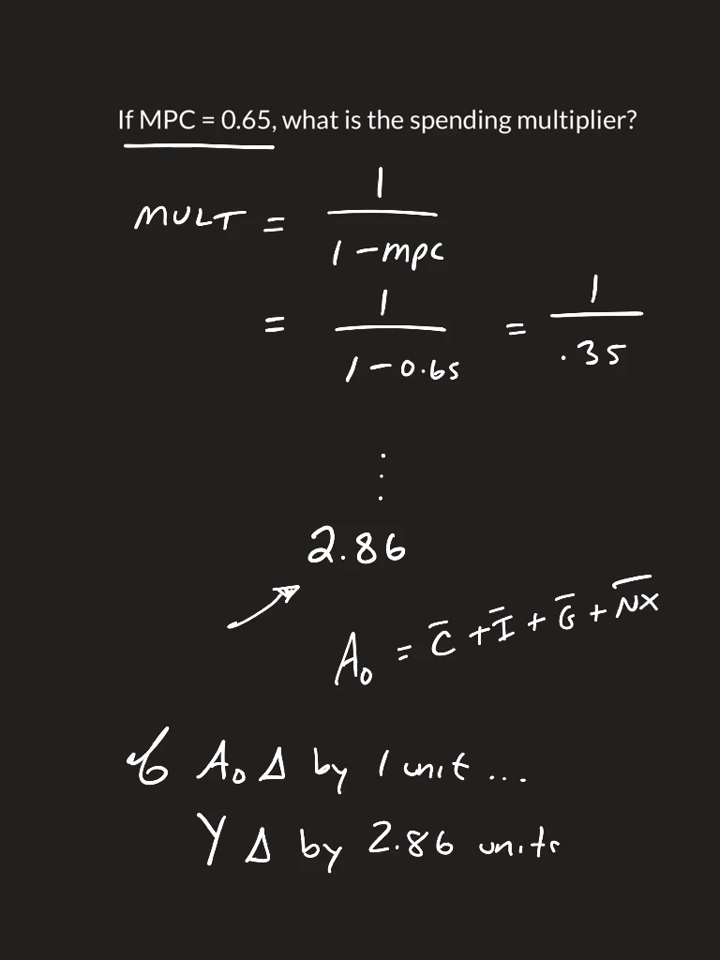 If MPC = 0.65, what is the spending multiplier?
MULT = 1 / 1 - mpc
= 1 / 1 - 0.65 = 1 / .35
⋮
2.86
A₀ = C̄ + Ī + Ḡ + N̅X̅
if A₀ Δ by 1 unit ...
Y Δ by 2.86 units